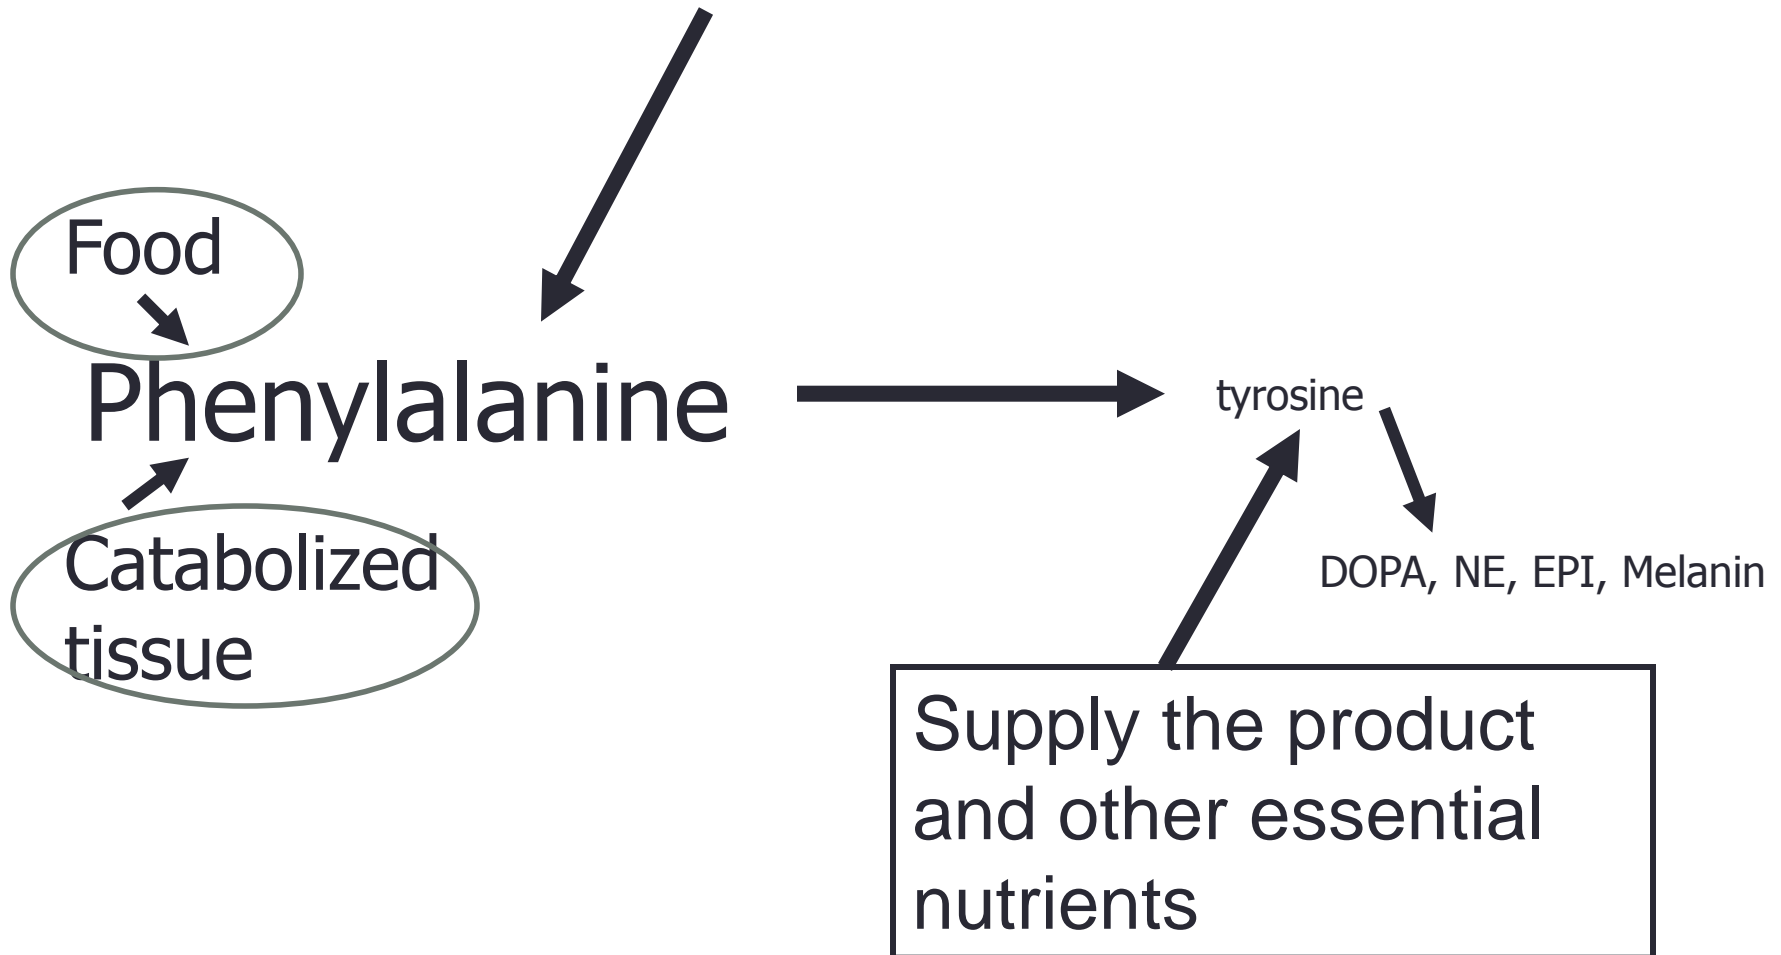 Food
Phenylalanine
tyrosine
Catabolized
tissue
DOPA, NE, EPI, Melanin
Supply the product
and other essential
nutrients